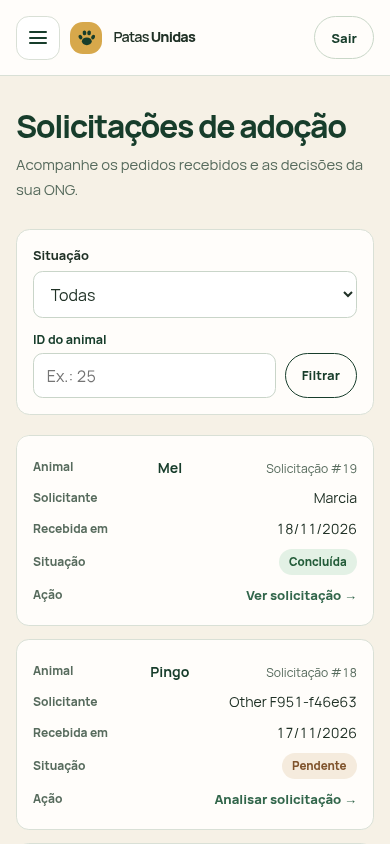 Patas Unidas
Sair
Solicitações de adoção
Acompanhe os pedidos recebidos e as decisões da
sua ONG.
Situação
Todas
ID do animal
Ex.: 25
Filtrar
Animal Mel Solicitação #19
Solicitante Marcia
Recebida em 18/11/2026
Situação Concluída
Ação Ver solicitação →
Animal Pingo Solicitação #18
Solicitante Other F951-f46e63
Recebida em 17/11/2026
Situação Pendente
Ação Analisar solicitação →